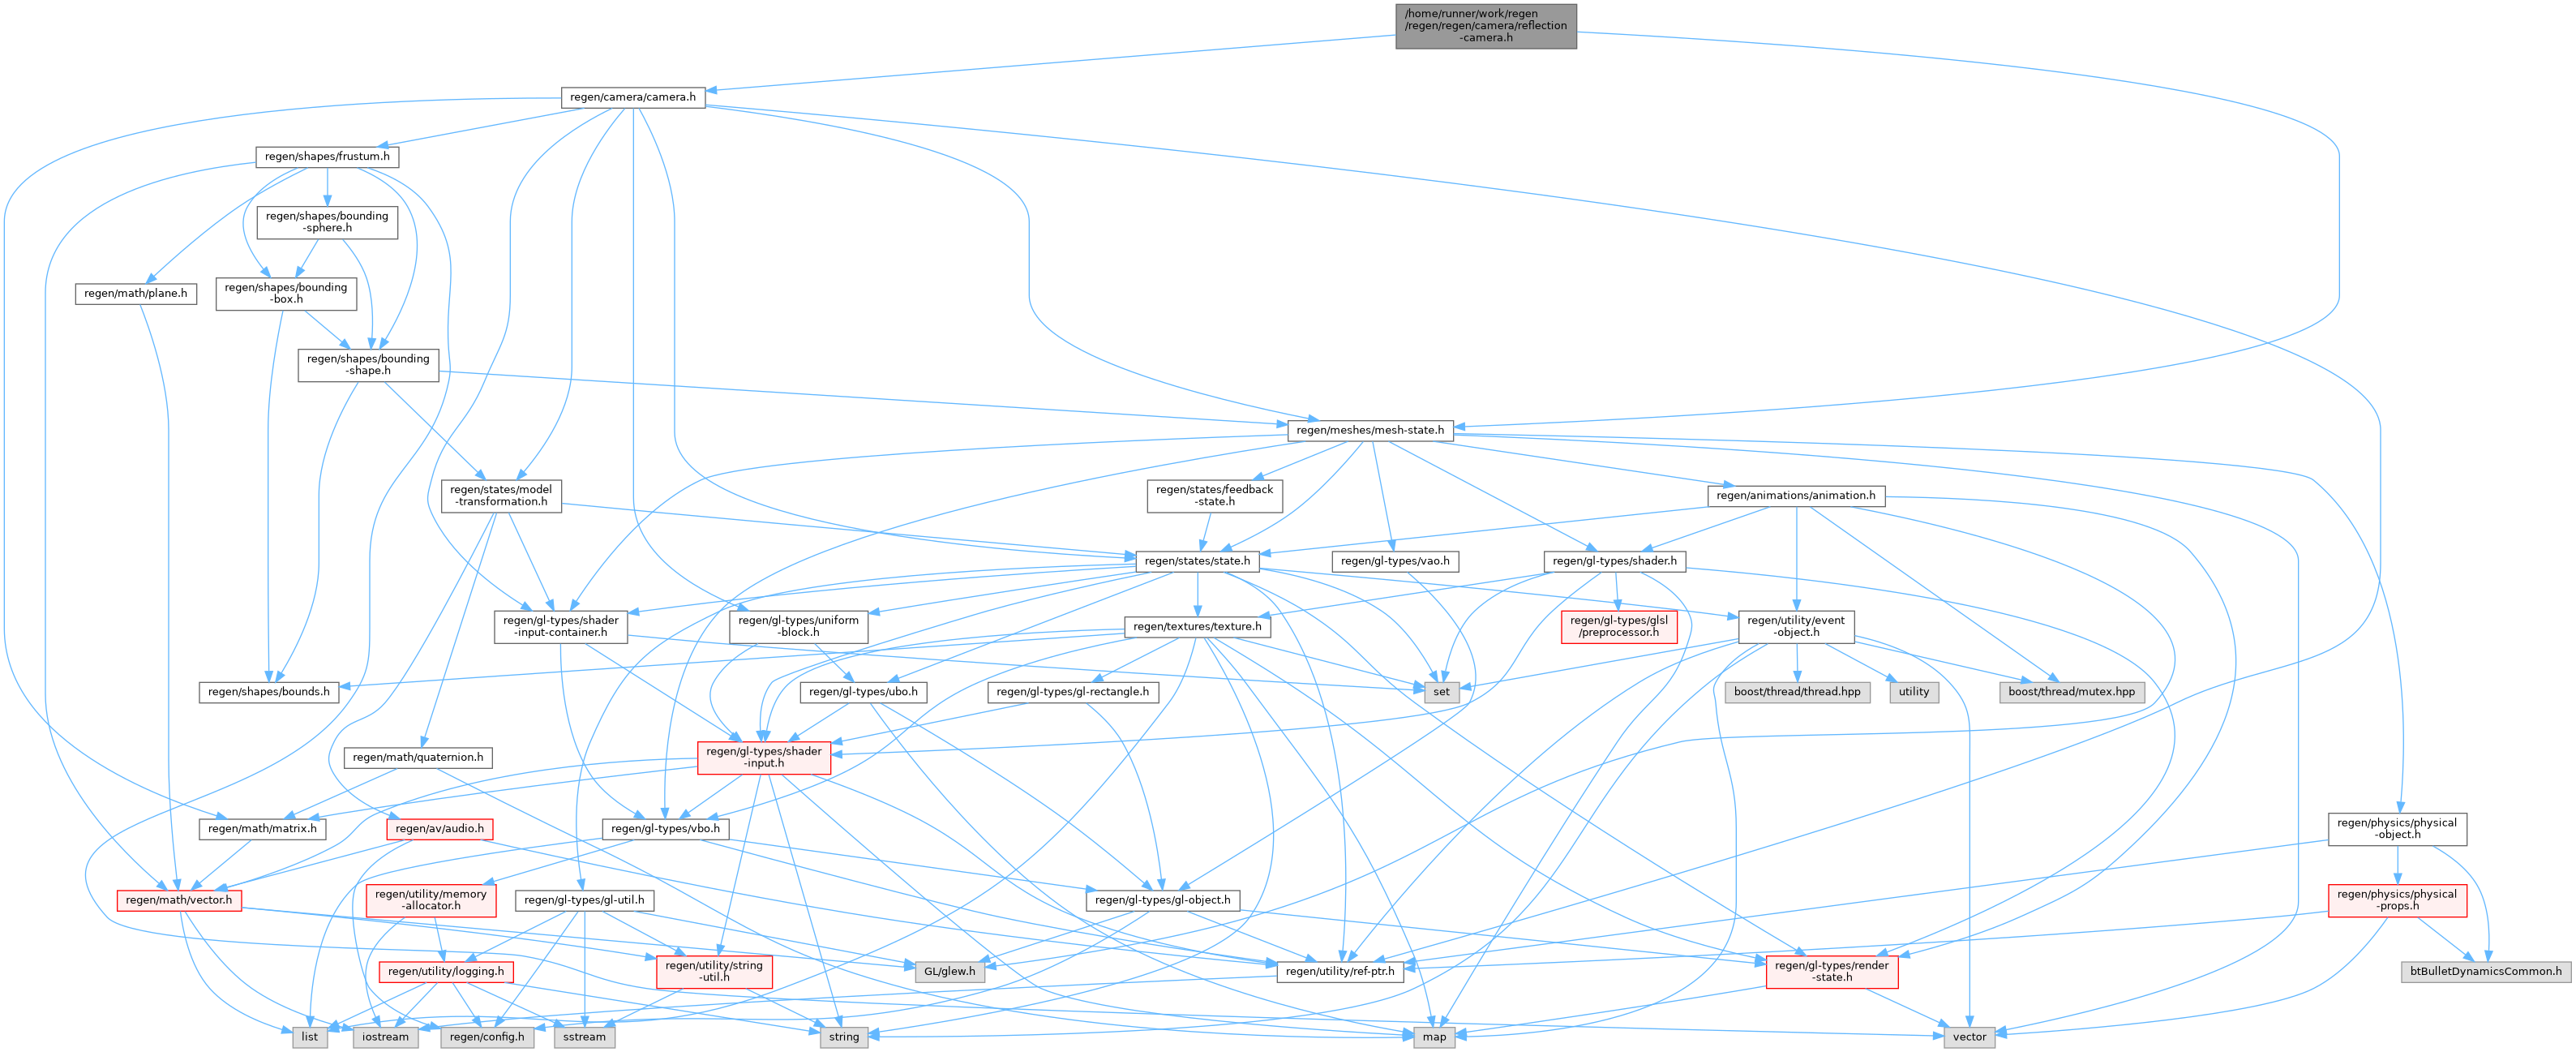 /home/runner/work/regen
/regen/regen/camera/reflection
-camera.h
regen/camera/camera.h
regen/shapes/frustum.h
regen/shapes/bounding
-sphere.h
regen/math/plane.h
regen/shapes/bounding
-box.h
regen/shapes/bounding
-shape.h
regen/meshes/mesh-state.h
regen/states/model
-transformation.h
regen/states/feedback
-state.h
regen/animations/animation.h
regen/states/state.h
regen/gl-types/vao.h
regen/gl-types/shader.h
regen/gl-types/shader
-input-container.h
regen/gl-types/uniform
-block.h
regen/textures/texture.h
regen/gl-types/glsl
/preprocessor.h
regen/utility/event
-object.h
regen/shapes/bounds.h
regen/gl-types/ubo.h
regen/gl-types/gl-rectangle.h
set
boost/thread/thread.hpp
utility
boost/thread/mutex.hpp
regen/math/quaternion.h
regen/gl-types/shader
-input.h
regen/math/matrix.h
regen/av/audio.h
regen/gl-types/vbo.h
regen/physics/physical
-object.h
regen/math/vector.h
regen/utility/memory
-allocator.h
regen/gl-types/gl-util.h
regen/gl-types/gl-object.h
regen/physics/physical
-props.h
regen/utility/logging.h
regen/utility/string
-util.h
GL/glew.h
regen/utility/ref-ptr.h
regen/gl-types/render
-state.h
btBulletDynamicsCommon.h
list
iostream
regen/config.h
sstream
string
map
vector